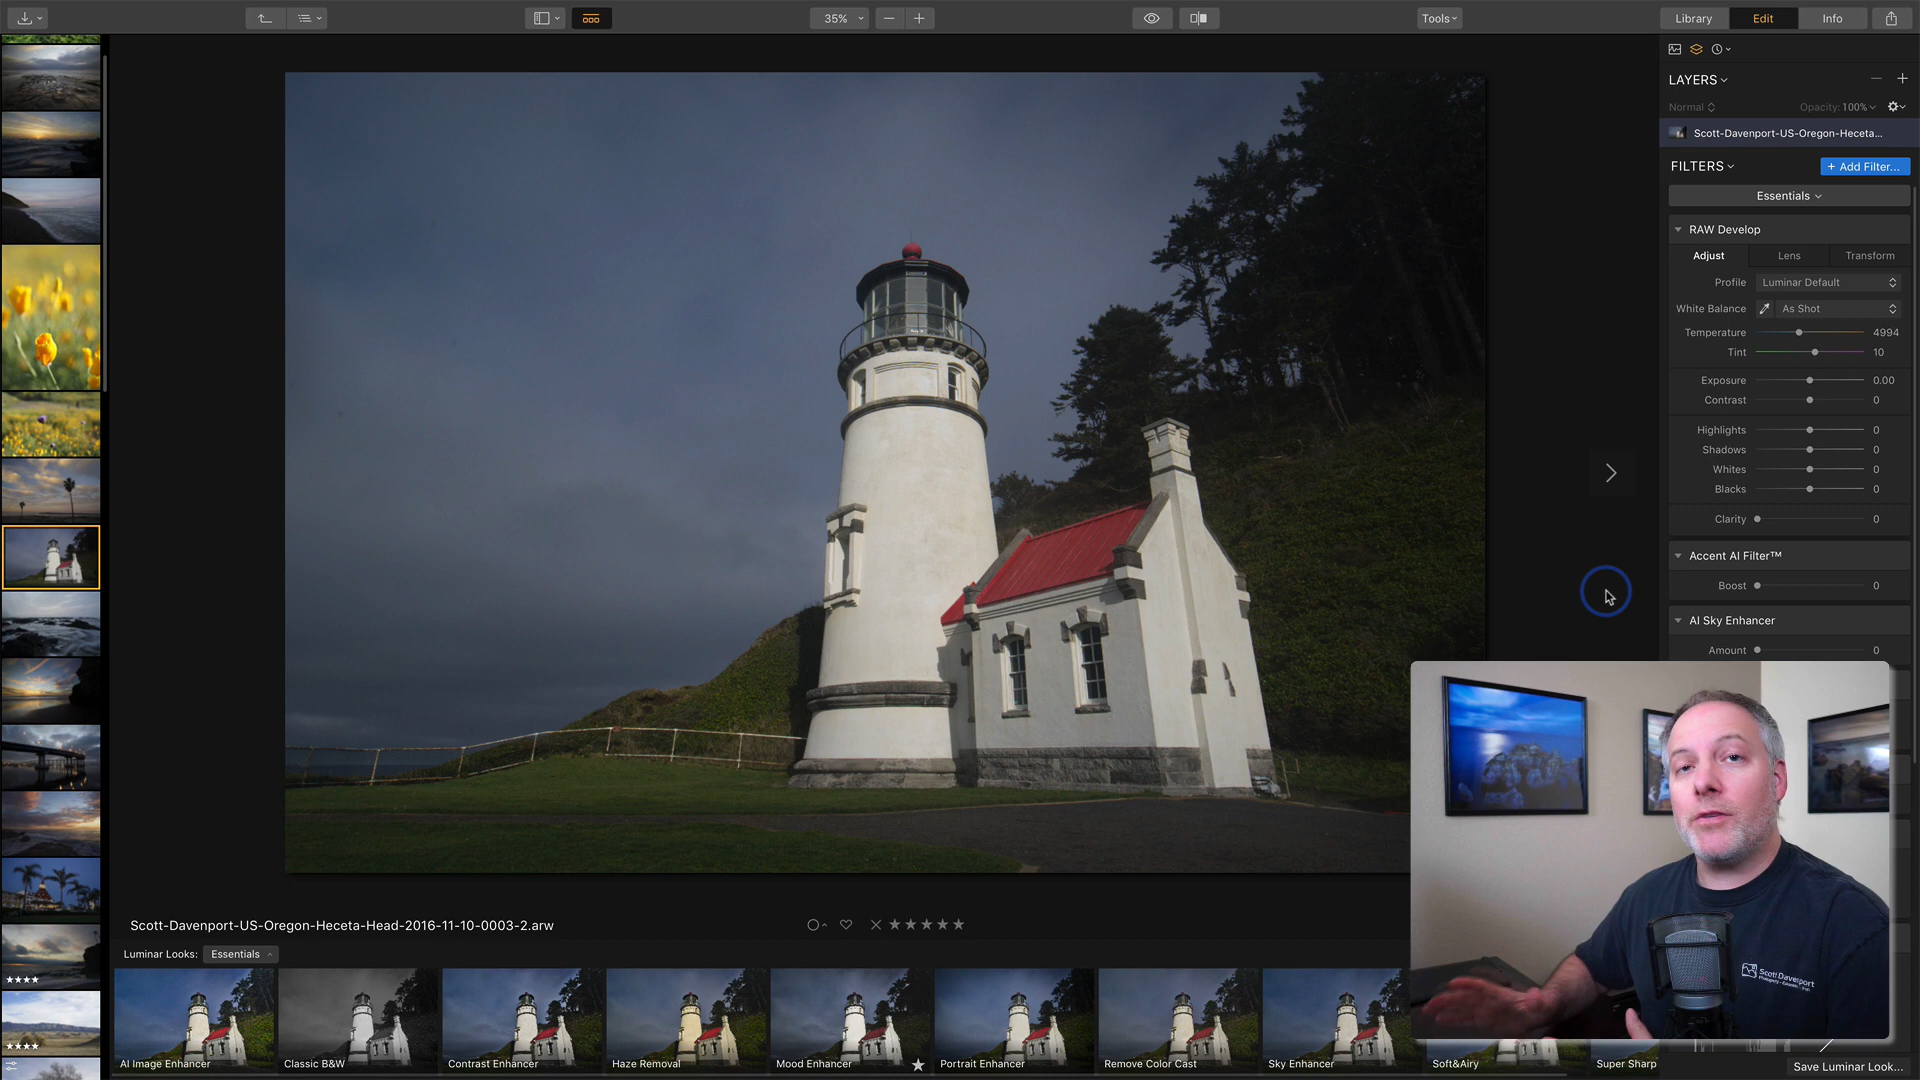 35%
Tools
Library
Edit
Info
LAYERS
Normal
Opacity: 100%
Scott-Davenport-US-Oregon-Heceta...
FILTERS
+ Add Filter...
Essentials
RAW Develop
Adjust
Lens
Transform
Profile
Luminar Default
White Balance
As Shot
Temperature
4994
Tint
10
Exposure
0.00
Contrast
0
Highlights
0
Shadows
0
Whites
0
Blacks
0
Clarity
0
Accent AI Filter™
Boost
0
AI Sky Enhancer
Amount
0
Scott Davenport
Scott-Davenport-US-Oregon-Heceta-Head-2016-11-10-0003-2.arw
Luminar Looks:
Essentials
AI Image Enhancer
Classic B&W
Contrast Enhancer
Haze Removal
Mood Enhancer
Portrait Enhancer
Remove Color Cast
Sky Enhancer
Soft&Airy
Super Sharp
Save Luminar Look...